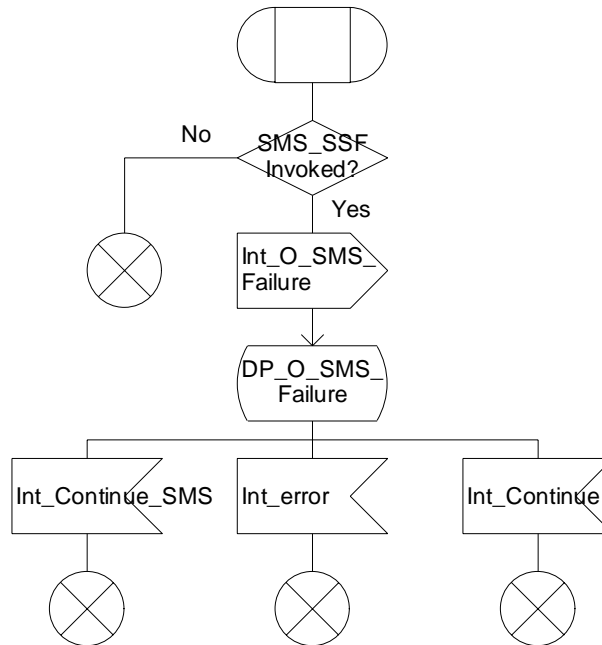 No
SMS_SSF
Invoked?
Yes
Int_O_SMS_
Failure
DP_O_SMS_
Failure
Int_Continue_SMS
Int_error
Int_Continue